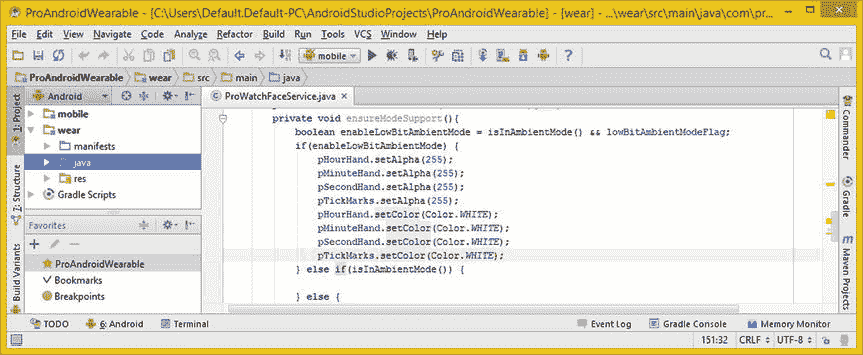 ProAndroidWearable - [C:\Users\Default.Default-PC\AndroidStudioProjects\ProAndroidWearable] - [wear] - ...\wear\src\main\java\com\pr...
File Edit View Navigate Code Analyze Refactor Build Run Tools VCS Window Help
mobile
ProAndroidWearable wear src main java
1: Project
7: Structure
Build Variants
Android
mobile
wear
manifests
java
res
Gradle Scripts
Favorites
ProAndroidWearable
Bookmarks
Breakpoints
ProWatchFaceService.java ×
private void ensureModeSupport(){
boolean enableLowBitAmbientMode = isInAmbientMode() && lowBitAmbientModeFlag;
if(enableLowBitAmbientMode) {
pHourHand.setAlpha(255);
pMinuteHand.setAlpha(255);
pSecondHand.setAlpha(255);
pTickMarks.setAlpha(255);
pHourHand.setColor(Color.WHITE);
pMinuteHand.setColor(Color.WHITE);
pSecondHand.setColor(Color.WHITE);
pTickMarks.setColor(Color.WHITE);
} else if(isInAmbientMode()) {
} else {
Commander
Gradle
m Maven Projects
TODO 6: Android Terminal Event Log Gradle Console Memory Monitor
151:32 CRLF UTF-8